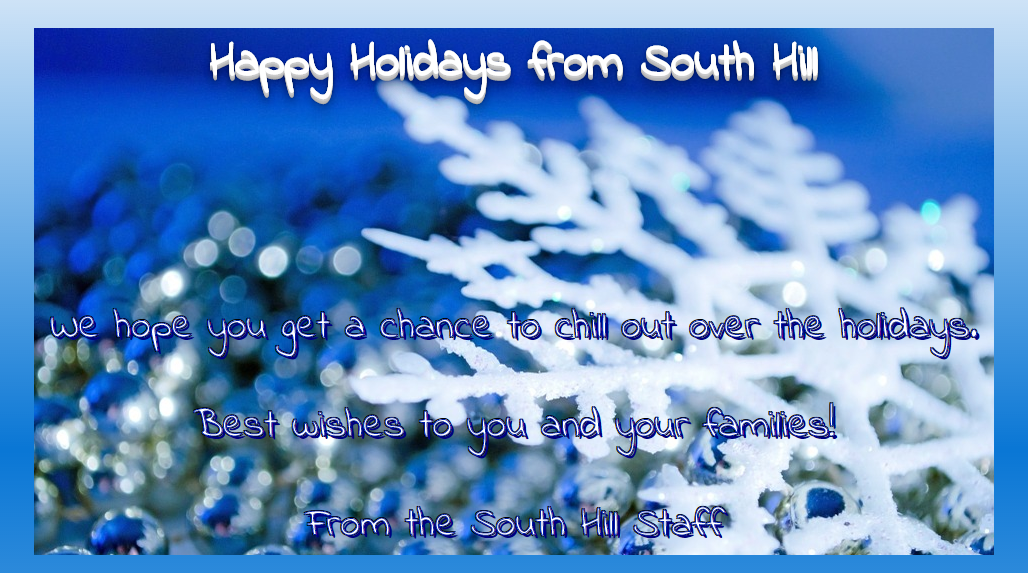 Happy Holidays from South Hill
we hope you get a chance to chill out over the holidays.
Best wishes to you and your families!
From the South Hill Staff